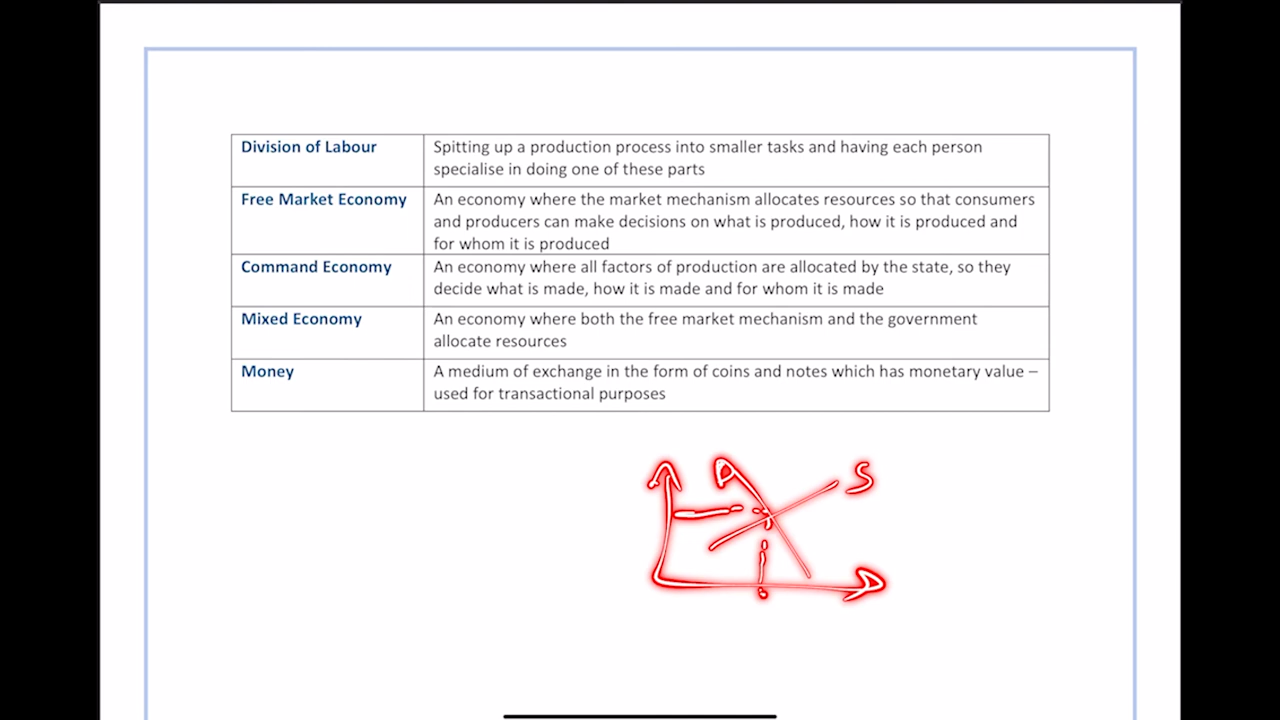 Division of Labour
Spitting up a production process into smaller tasks and having each person
specialise in doing one of these parts
Free Market Economy
An economy where the market mechanism allocates resources so that consumers
and producers can make decisions on what is produced, how it is produced and
for whom it is produced
Command Economy
An economy where all factors of production are allocated by the state, so they
decide what is made, how it is made and for whom it is made
Mixed Economy
An economy where both the free market mechanism and the government
allocate resources
Money
A medium of exchange in the form of coins and notes which has monetary value –
used for transactional purposes
D
S